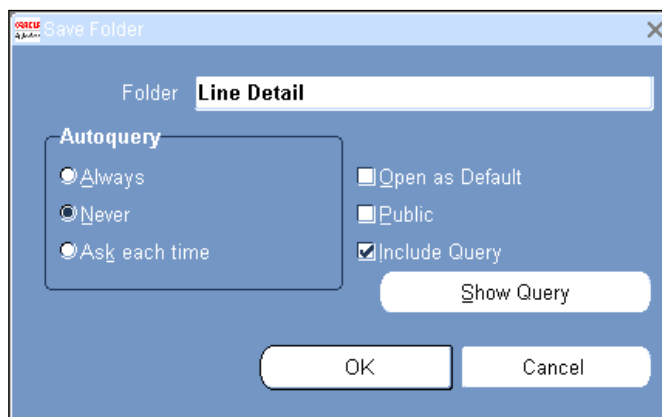 ORACLE
Save Folder
Folder Line Detail
Autoquery
Always
Never
Ask each time
Open as Default
Public
Include Query
Show Query
OK
Cancel